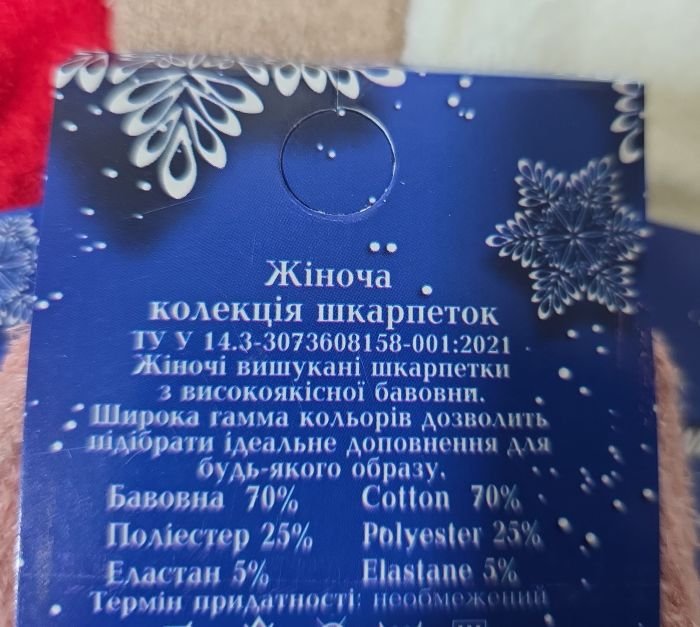 Жіноча
колекція шкарпеток
ТУ У 14.3-3073608158-001:2021
Жіночі вишукані шкарпетки
з високоякісної бавовни.
Широка гамма кольорів дозволить
підібрати ідеальне доповнення для
будь-якого образу.
Бавовна 70% Cotton 70%
Поліестер 25% Polyester 25%
Еластан 5% Elastane 5%
Термін придатності: необмежений